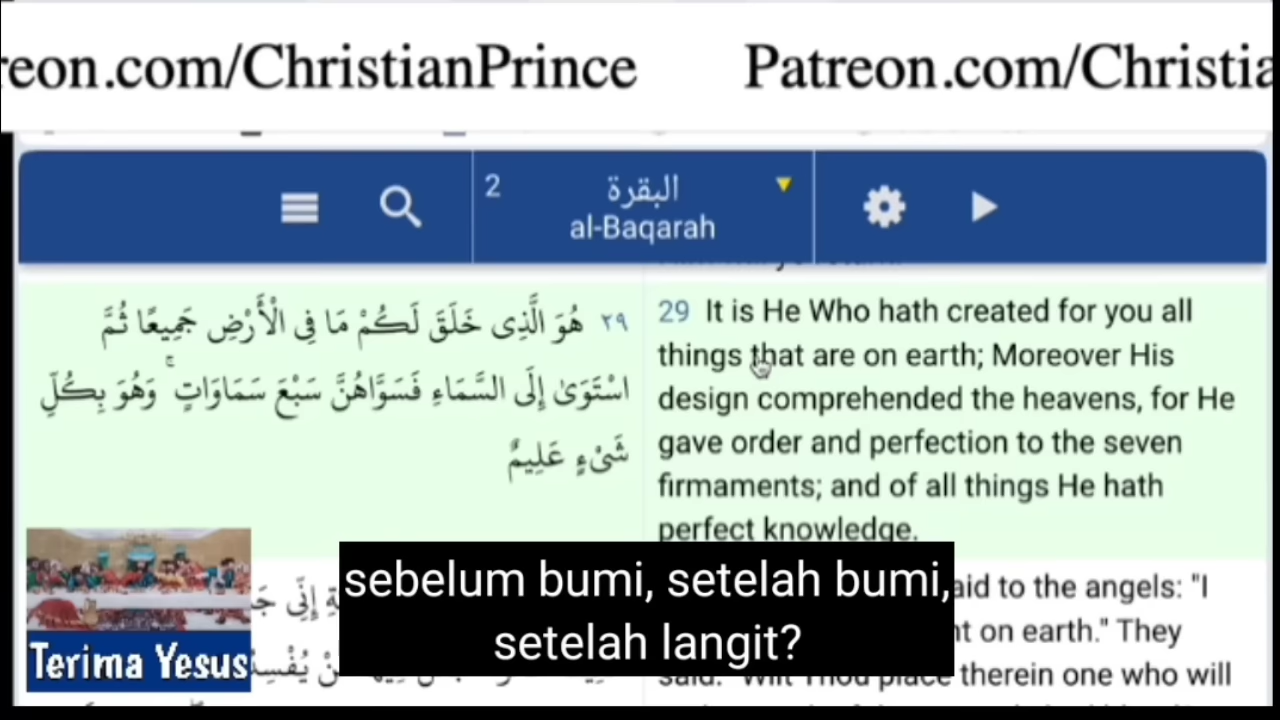 reon.com/ChristianPrince Patreon.com/Christia
2 البقرة
al-Baqarah
٢٩ هُوَ الَّذِى خَلَقَ لَكُمْ مَا فِى الْأَرْضِ جَمِيعًا ثُمَّ
اسْتَوَىٰ إِلَى السَّمَاءِ فَسَوَّاهُنَّ سَبْعَ سَمَاوَاتٍ ۚ وَهُوَ بِكُلِّ
شَىْءٍ عَلِيمٌ
29 It is He Who hath created for you all
things that are on earth; Moreover His
design comprehended the heavens, for He
gave order and perfection to the seven
firmaments; and of all things He hath
perfect knowledge.
إِنِّى
aid to the angels: "I
on earth." They
said: "Wilt Thou place therein one who will
Terima Yesus
sebelum bumi, setelah bumi,
setelah langit?